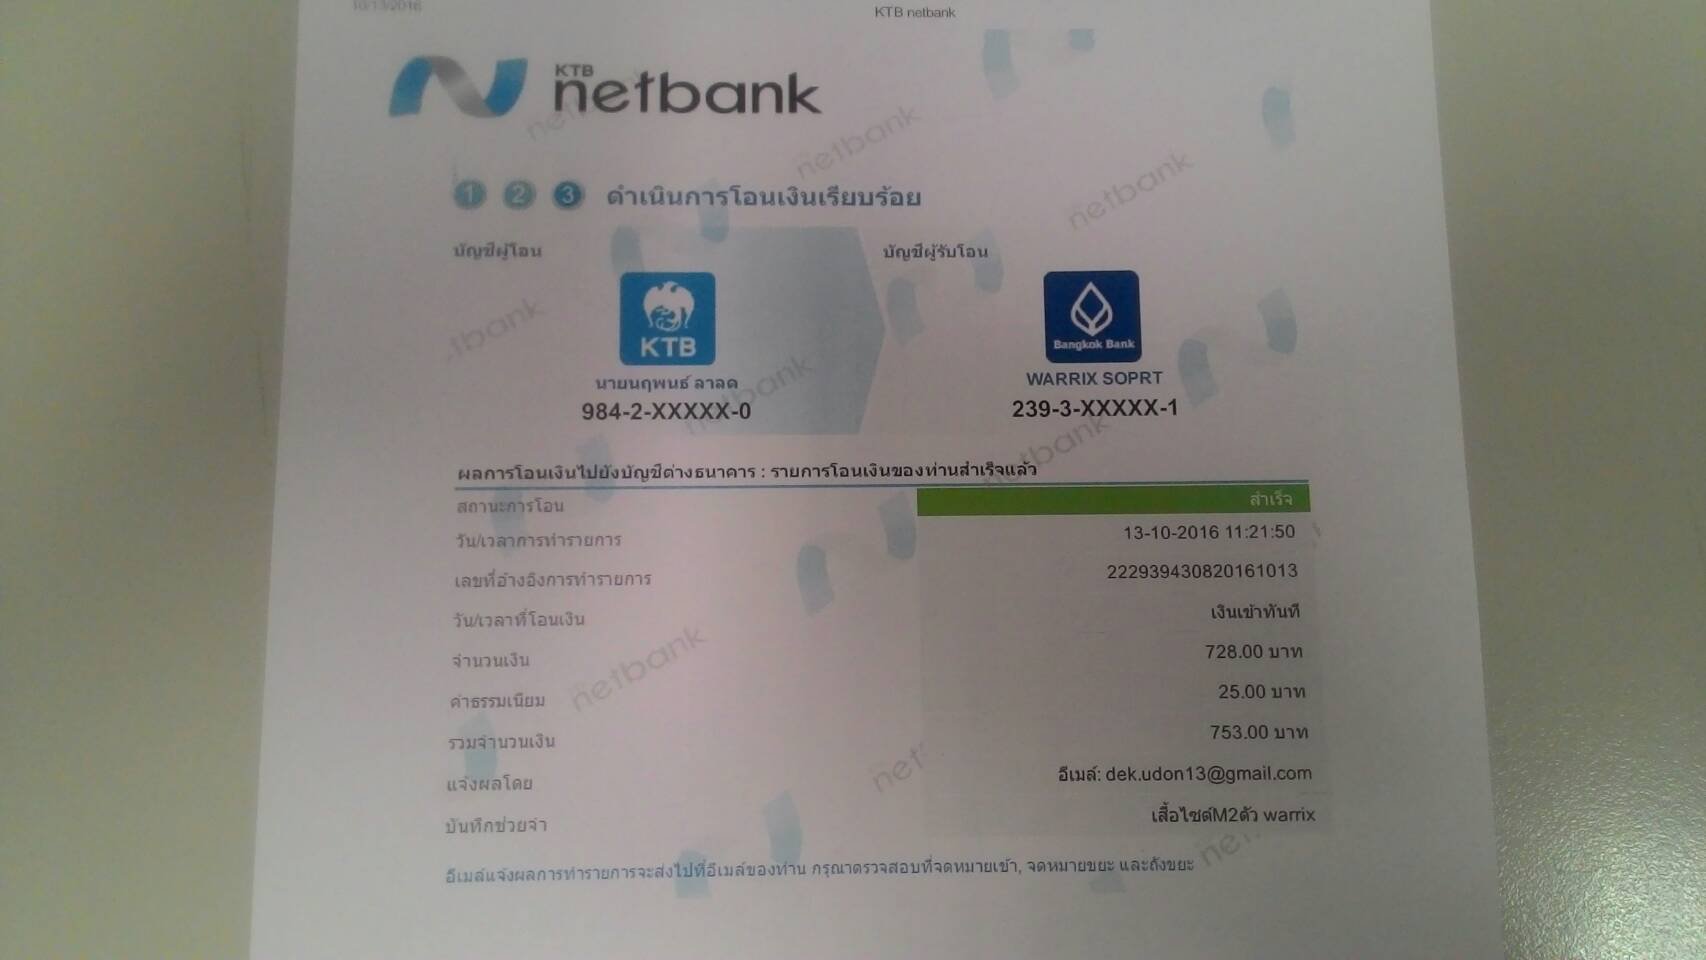 10/13/2016
KTB netbank
KTB
netbank
1 2 3 ดำเนินการโอนเงินเรียบร้อย
บัญชีผู้โอน
บัญชีผู้รับโอน
KTB
Bangkok Bank
นายนฤพนธ์ ลาลด
WARRIX SOPRT
984-2-XXXXX-0
239-3-XXXXX-1
ผลการโอนเงินไปยังบัญชีต่างธนาคาร : รายการโอนเงินของท่านสำเร็จแล้ว
สถานะการโอน สำเร็จ
วัน/เวลาการทำรายการ 13-10-2016 11:21:50
เลขที่อ้างอิงการทำรายการ 222939430820161013
วัน/เวลาที่โอนเงิน เงินเข้าทันที
จำนวนเงิน 728.00 บาท
ค่าธรรมเนียม 25.00 บาท
รวมจำนวนเงิน 753.00 บาท
แจ้งผลโดย อีเมล์: dek.udon13@gmail.com
บันทึกช่วยจำ เสื้อไซต์M2ตัว warrix
อีเมล์แจ้งผลการทำรายการจะส่งไปที่อีเมล์ของท่าน กรุณาตรวจสอบที่จดหมายเข้า, จดหมายขยะ และถังขยะ